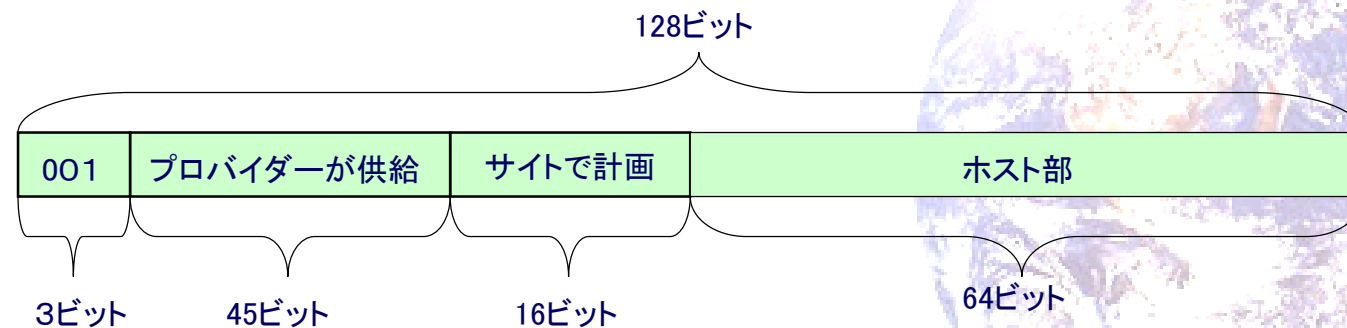 128ビット
００１ プロバイダーが供給 サイトで計画 ホスト部
3ビット 45ビット 16ビット 64ビット